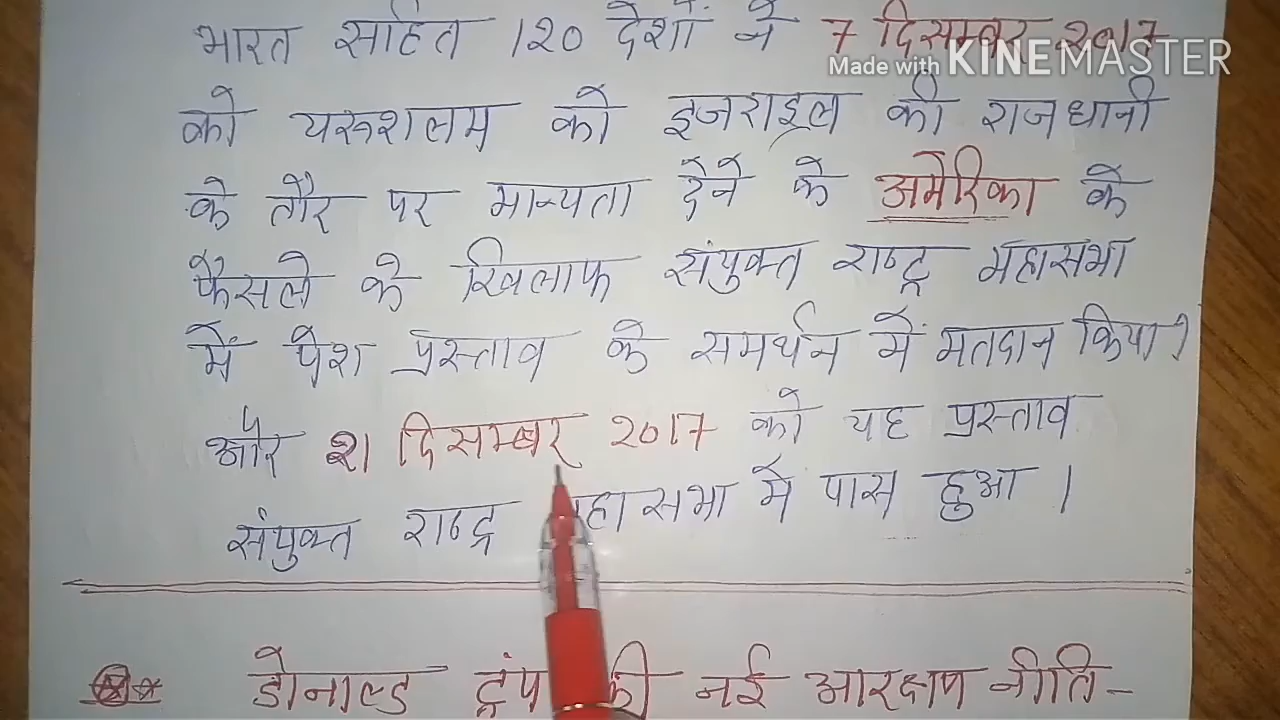 भारत सहित 120 देशों ने 7 दिसम्बर 2017
Made with KINEMASTER
को यरुशलम को इजराइल की राजधानी
के तौर पर मान्यता देने के अमेरिका के
फैसले के खिलाफ संयुक्त राष्ट्र महासभा
में पेश प्रस्ताव के समर्थन में मतदान किया।
और 21 दिसम्बर 2017 को यह प्रस्ताव
संयुक्त राष्ट्र महासभा में पास हुआ।
डोनाल्ड ट्रंप की नई आरक्षण नीति-